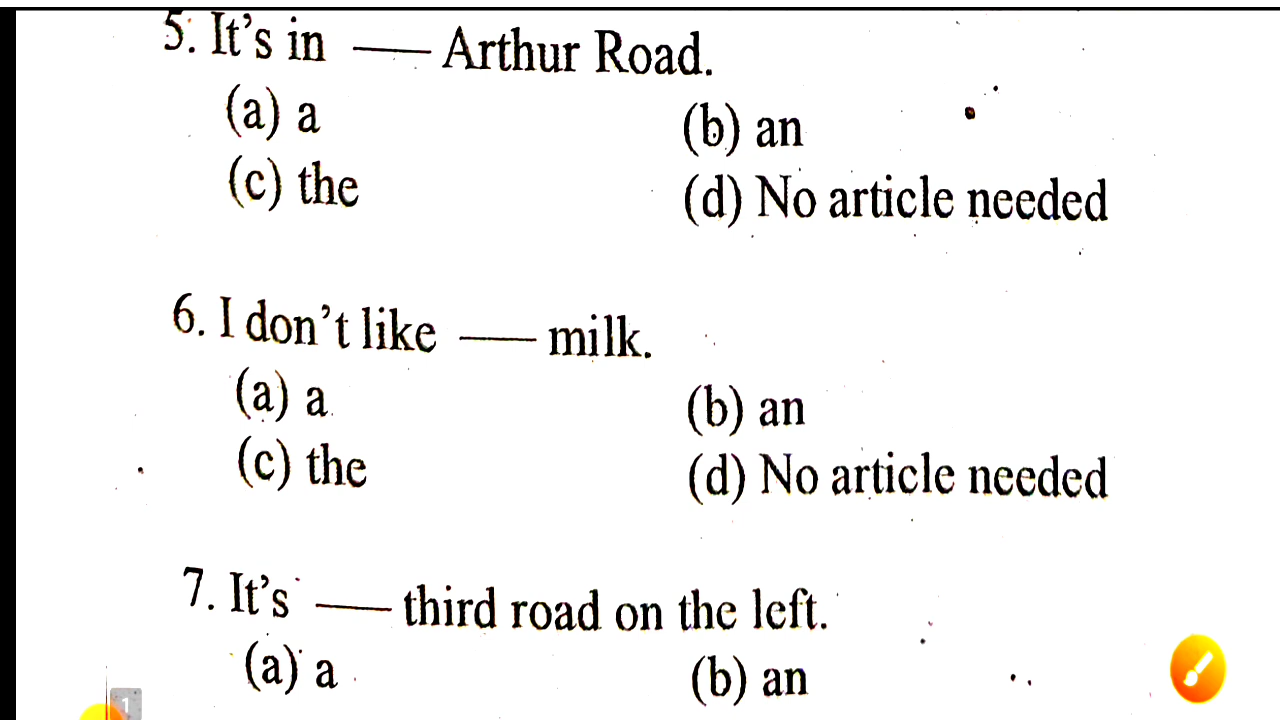 5. It's in —— Arthur Road.
(a) a (b) an
(c) the (d) No article needed
6. I don't like —— milk.
(a) a (b) an
(c) the (d) No article needed
7. It's —— third road on the left.
(a) a (b) an
1